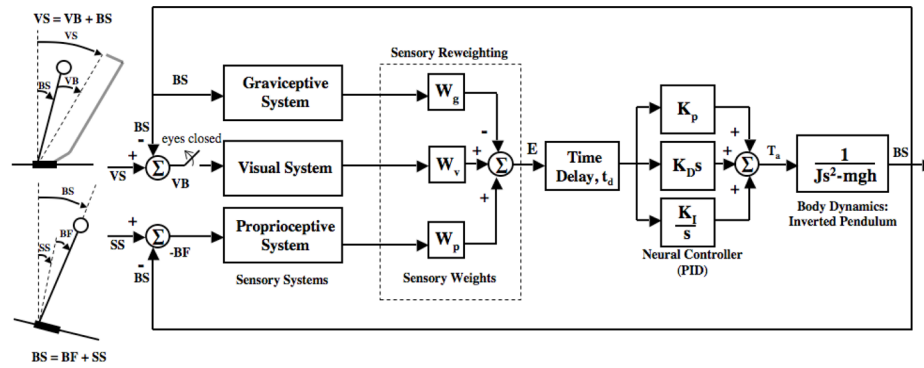 VS = VB + BS
VS
BS
VB
BS
BF
SS
BS = BF + SS
BS
BS
-
+
VS
Σ
eyes closed
VB
+
SS
Σ
-BF
-
BS
Graviceptive
System
Visual System
Proprioceptive
System
Sensory Systems
Sensory Reweighting
Wg
Wv
Wp
Sensory Weights
-
+
+
Σ
E
Time
Delay, td
Kp
KDs
KI
s
Neural Controller
(PID)
+
+
+
Σ
Ta
1
Js²-mgh
BS
Body Dynamics:
Inverted Pendulum